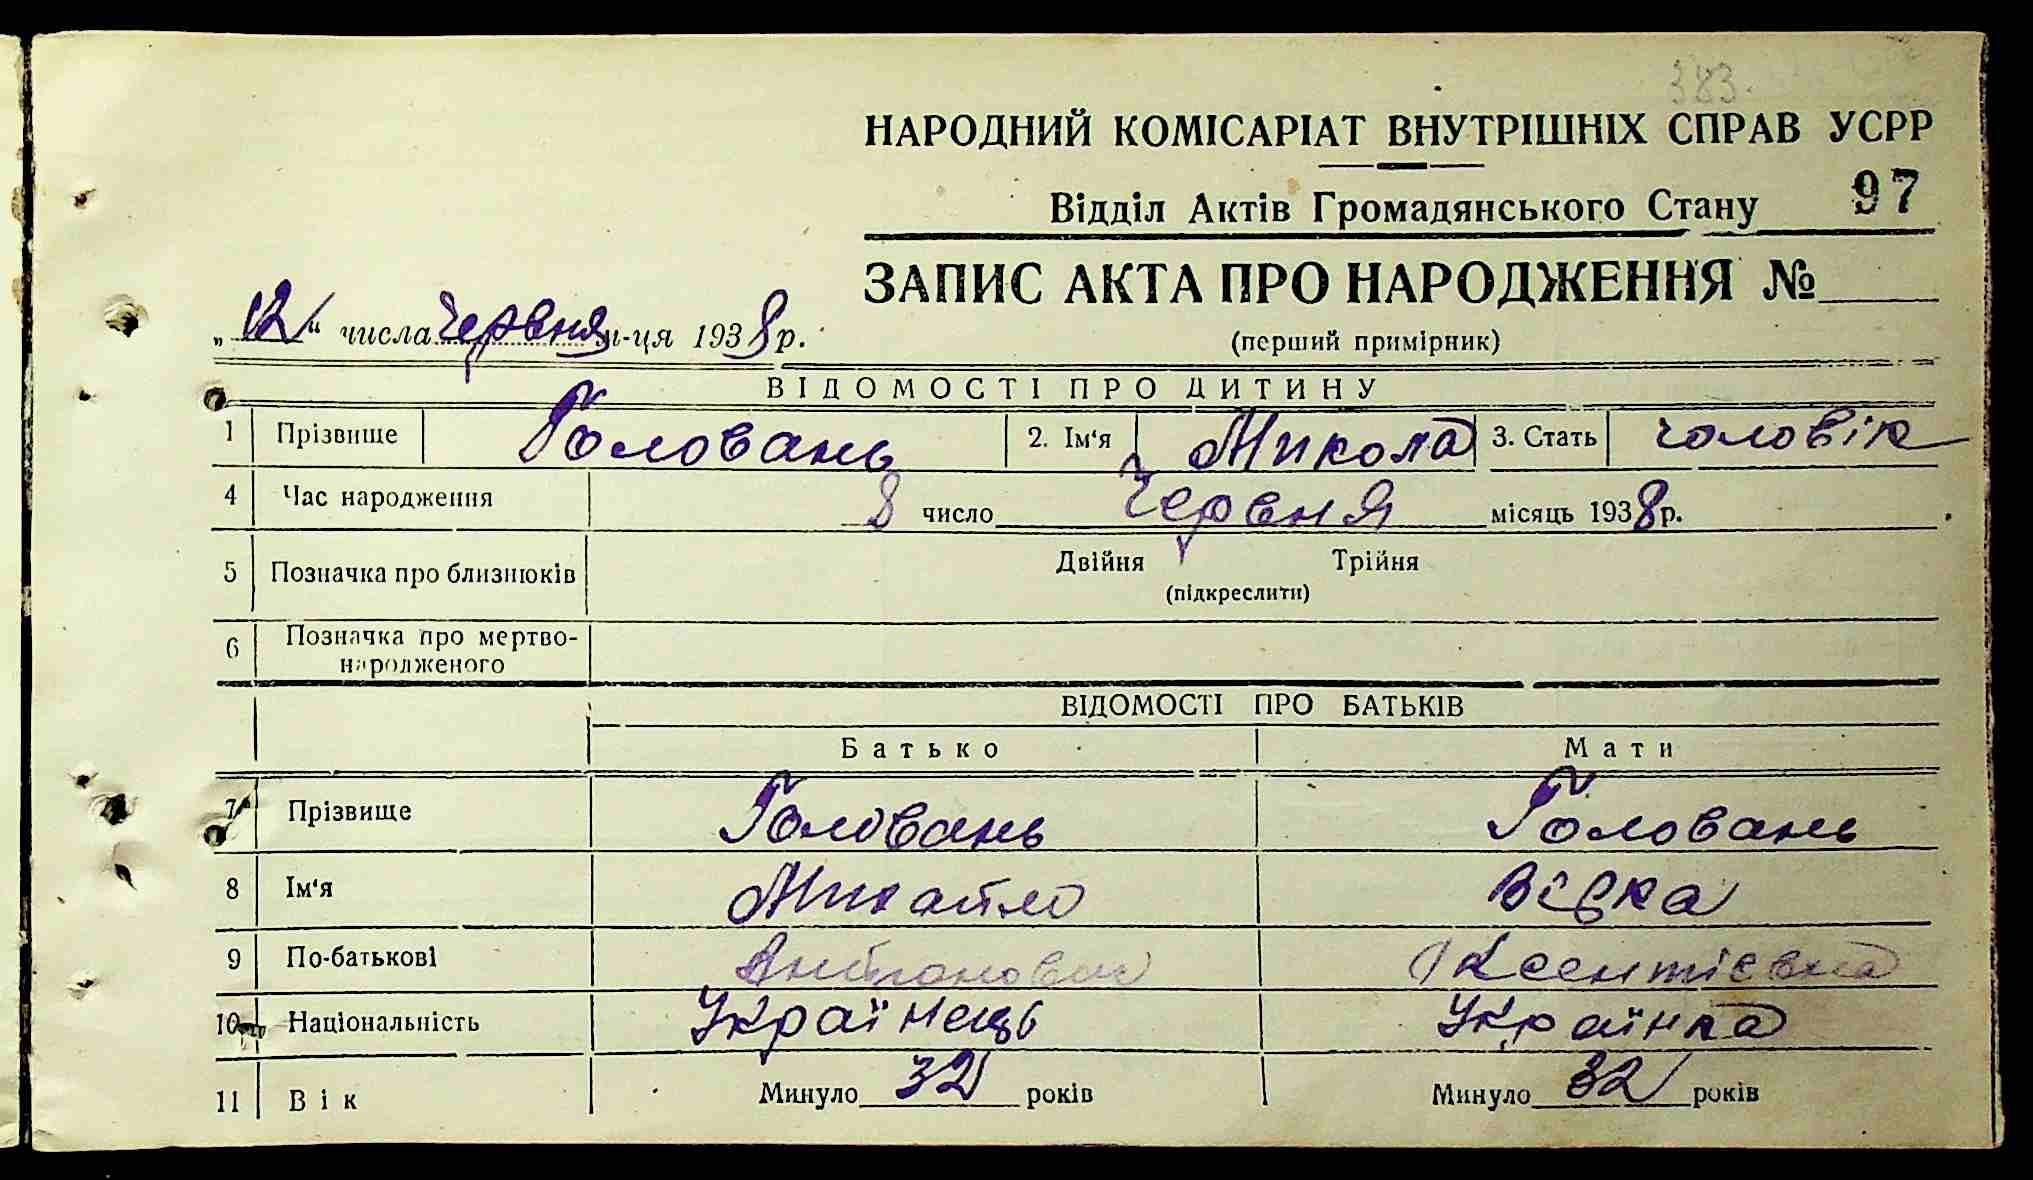 383.
НАРОДНИЙ КОМІСАРІАТ ВНУТРІШНІХ СПРАВ УСРР
Відділ Актів Громадянського Стану 97
ЗАПИС АКТА ПРО НАРОДЖЕННЯ №
„12“ числа Червня м-ця 1938 р.
(перший примірник)
ВІДОМОСТІ ПРО ДИТИНУ
1 Прізвище Головань 2. Ім‘я Микола 3. Стать чоловік
4 Час народження 8 число Червня місяць 1938 р.
5 Позначка про близнюків Двійня Трійня
(підкреслити)
6 Позначка про мертво-
народженого
ВІДОМОСТІ ПРО БАТЬКІВ
Батько Мати
7 Прізвище Головань Головань
8 Ім‘я Михайло Вірка
9 По-батькові
10 Національність Українець Українка
11 Вік Минуло 32 років Минуло 32 років